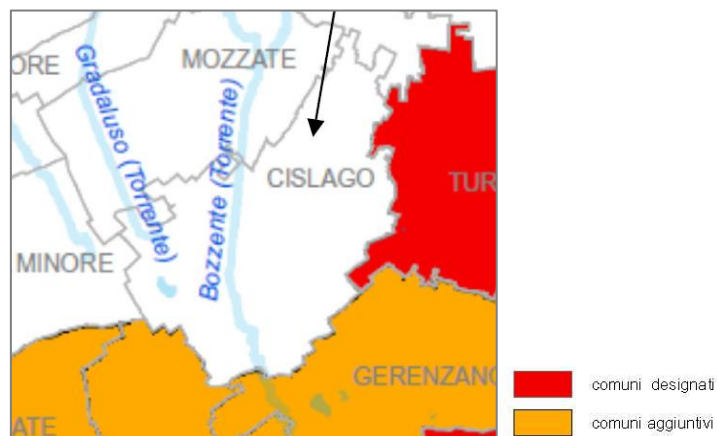 ORE
MOZZATE
Gradaluso (Torrente)
Bozzente (Torrente)
CISLAGO
TUR
MINORE
GERENZANO
ATE
comuni designati
comuni aggiuntivi